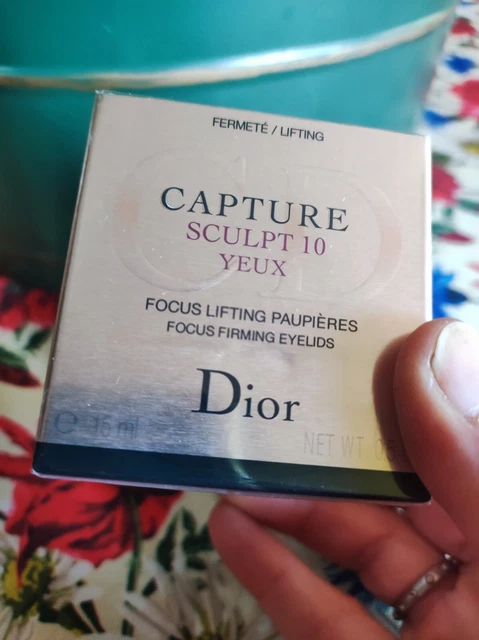 FERMETÉ / LIFTING
CAPTURE
SCULPT 10
YEUX
FOCUS LIFTING PAUPIÈRES
FOCUS FIRMING EYELIDS
Dior
15 ml
NET WT